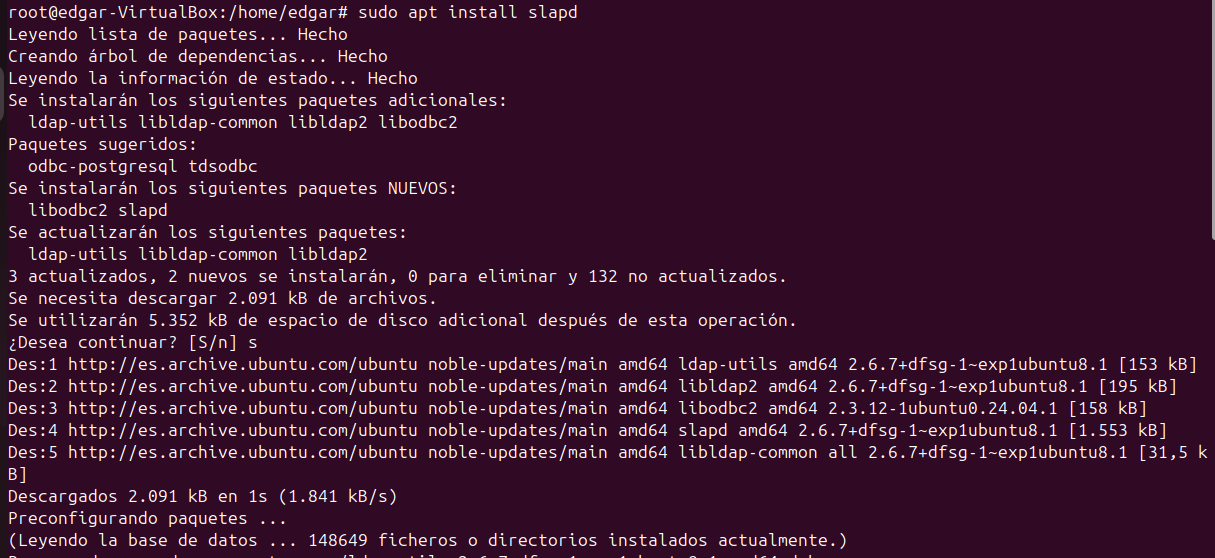 root@edgar-VirtualBox:/home/edgar# sudo apt install slapd
Leyendo lista de paquetes... Hecho
Creando árbol de dependencias... Hecho
Leyendo la información de estado... Hecho
Se instalarán los siguientes paquetes adicionales:
  ldap-utils libldap-common libldap2 libodbc2
Paquetes sugeridos:
  odbc-postgresql tdsodbc
Se instalarán los siguientes paquetes NUEVOS:
  libodbc2 slapd
Se actualizarán los siguientes paquetes:
  ldap-utils libldap-common libldap2
3 actualizados, 2 nuevos se instalarán, 0 para eliminar y 132 no actualizados.
Se necesita descargar 2.091 kB de archivos.
Se utilizarán 5.352 kB de espacio de disco adicional después de esta operación.
¿Desea continuar? [S/n] s
Des:1 http://es.archive.ubuntu.com/ubuntu noble-updates/main amd64 ldap-utils amd64 2.6.7+dfsg-1~exp1ubuntu8.1 [153 kB]
Des:2 http://es.archive.ubuntu.com/ubuntu noble-updates/main amd64 libldap2 amd64 2.6.7+dfsg-1~exp1ubuntu8.1 [195 kB]
Des:3 http://es.archive.ubuntu.com/ubuntu noble-updates/main amd64 libodbc2 amd64 2.3.12-1ubuntu0.24.04.1 [158 kB]
Des:4 http://es.archive.ubuntu.com/ubuntu noble-updates/main amd64 slapd amd64 2.6.7+dfsg-1~exp1ubuntu8.1 [1.553 kB]
Des:5 http://es.archive.ubuntu.com/ubuntu noble-updates/main amd64 libldap-common all 2.6.7+dfsg-1~exp1ubuntu8.1 [31,5 k
B]
Descargados 2.091 kB en 1s (1.841 kB/s)
Preconfigurando paquetes ...
(Leyendo la base de datos ... 148649 ficheros o directorios instalados actualmente.)